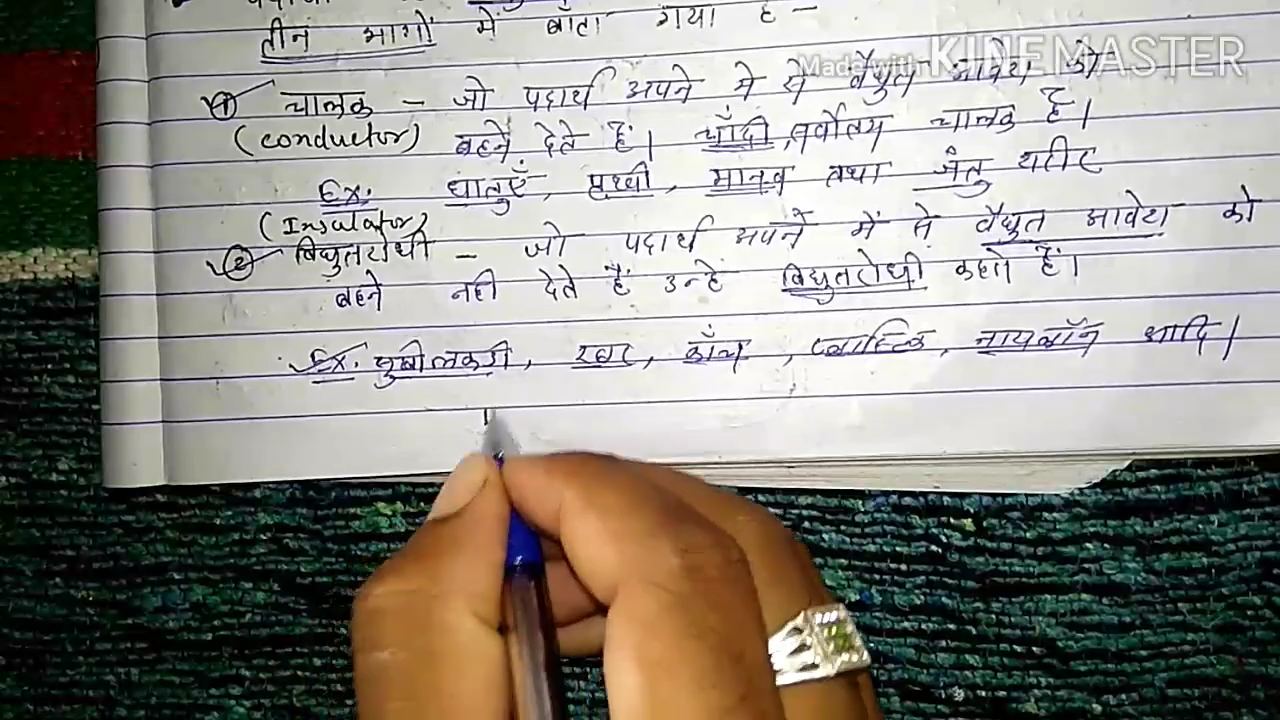 तीन भागों में बाँटा गया है -
Made with KINEMASTER
① चालक - जो पदार्थ अपने मे से वैधुत आवेश को
(conductor) बहने देते हैं। चाँदी, सर्वोतम चालक है।
Ex: धातुएँ, पृथ्वी, मानव तथा जंतु शरीर
(Insulator)
② विधुतरोधी - जो पदार्थ अपने में से वैधुत आवेश को
बहने नही देते हैं उन्हे विधुतरोधी कहते हैं।
Ex. सुखी लकड़ी, रबर, काँच, प्लास्टिक, नायलॉन आदि।